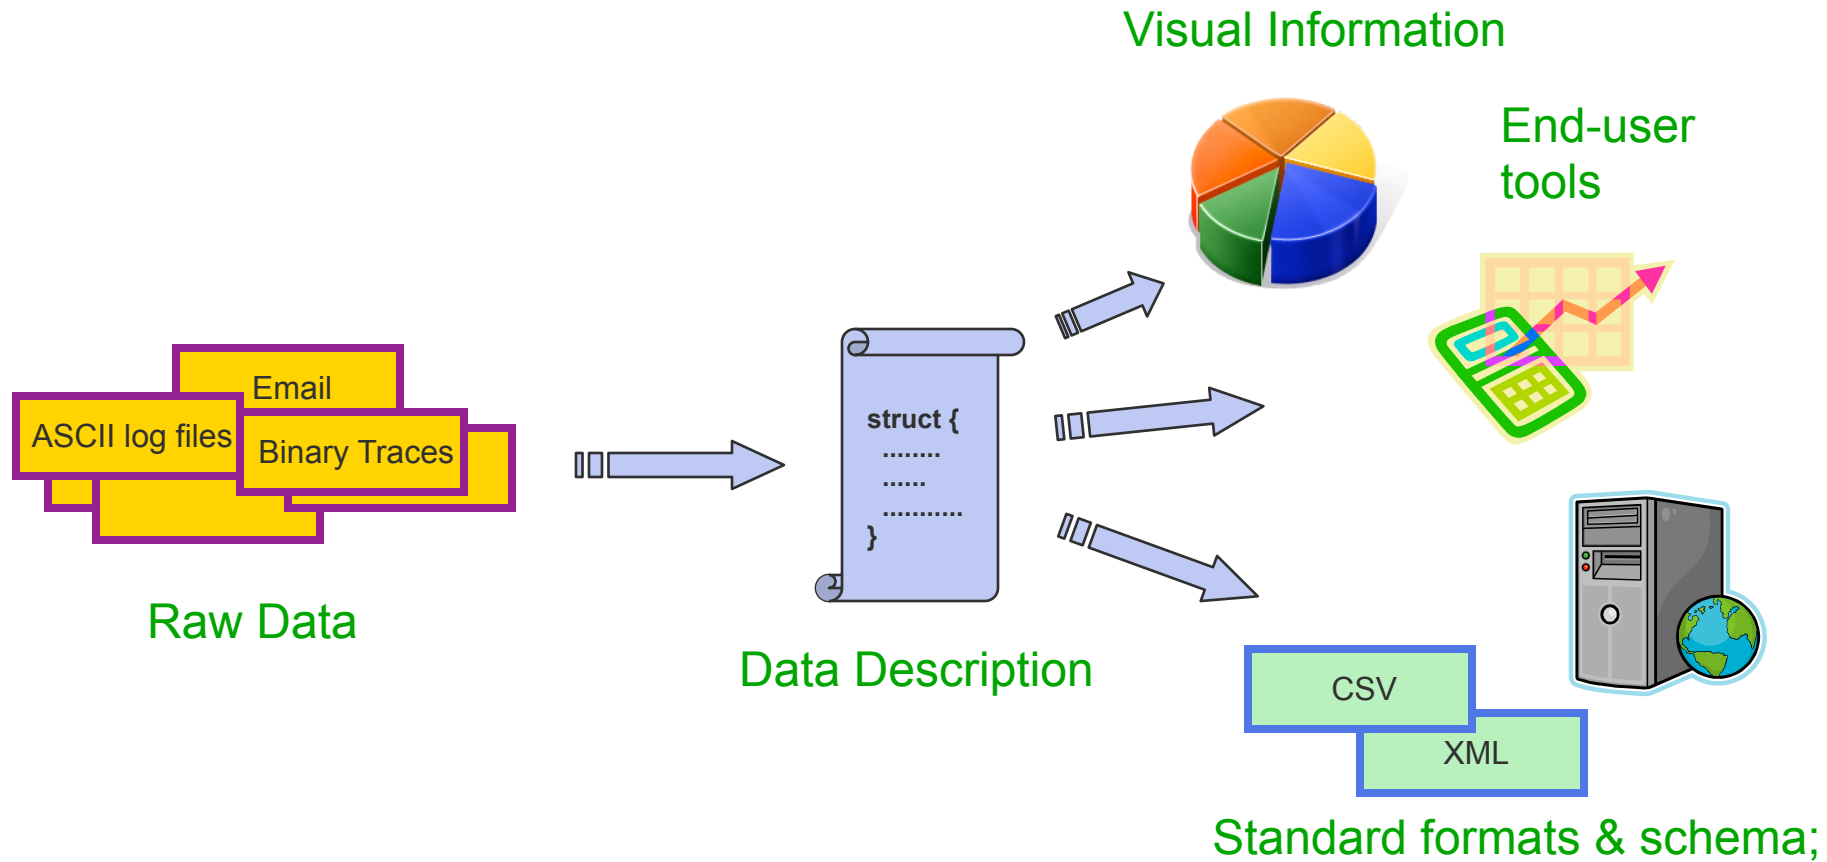 Visual Information
End-user
tools
Email
ASCII log files
Binary Traces
Raw Data
struct {
........
......
...........
}
Data Description
CSV
XML
Standard formats & schema;